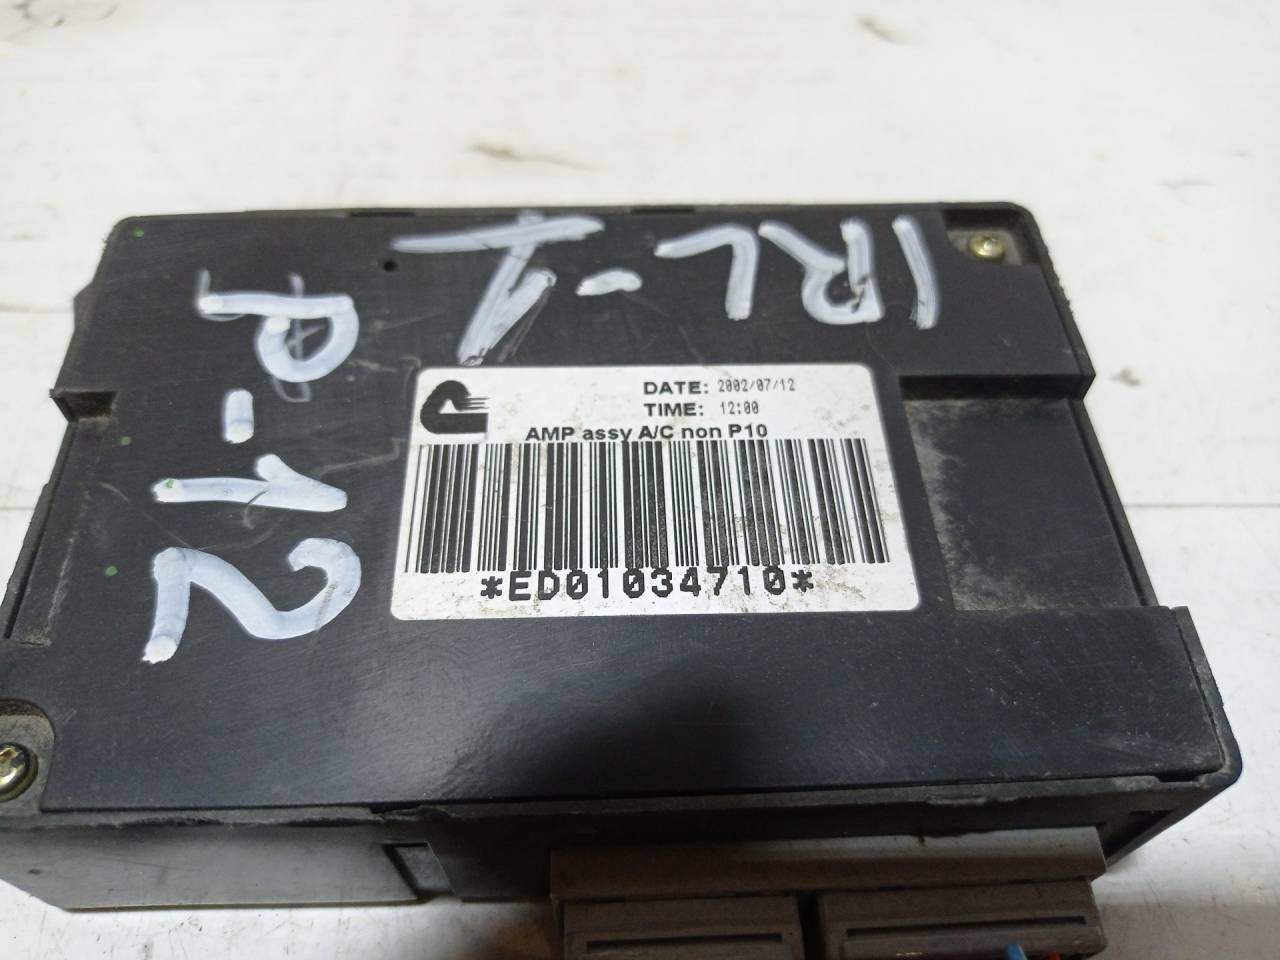 IRL-1
P-12
DATE: 2002/07/12
TIME: 12:00
AMP assy A/C non P10
*ED01034710*